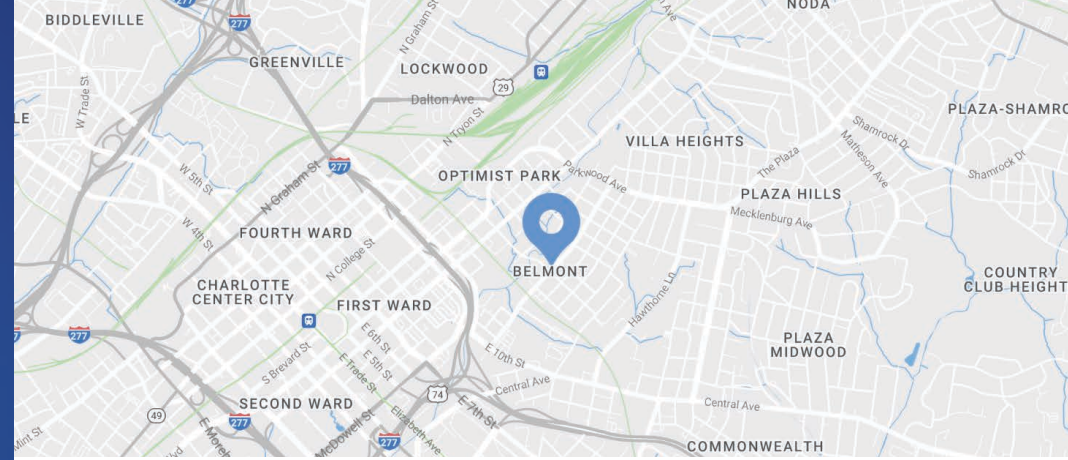 NODA
BIDDLEVILLE
277
N Graham St
GREENVILLE
LOCKWOOD
29
Dalton Ave
W Trade St
N Tryon St
PLAZA-SHAMRO
LE
Shamrock Dr
VILLA HEIGHTS
Matheson Ave
The Plaza
Shamrock Dr
277
OPTIMIST PARK
Parkwood Ave
W 5th St
N Graham St
PLAZA HILLS
Mecklenburg Ave
W 4th St
FOURTH WARD
N College St
BELMONT
COUNTRY
CLUB HEIGHT
CHARLOTTE
CENTER CITY
FIRST WARD
Hawthorne Ln
277
E 6th St
E 5th St
PLAZA
MIDWOOD
E 10th St
S Brevard St
E Trade St
Central Ave
74
SECOND WARD
Central Ave
49
277
E 7th St
Elizabeth Ave
McDowell St
E Moreh
Mint St
lvd
277
COMMONWEALTH